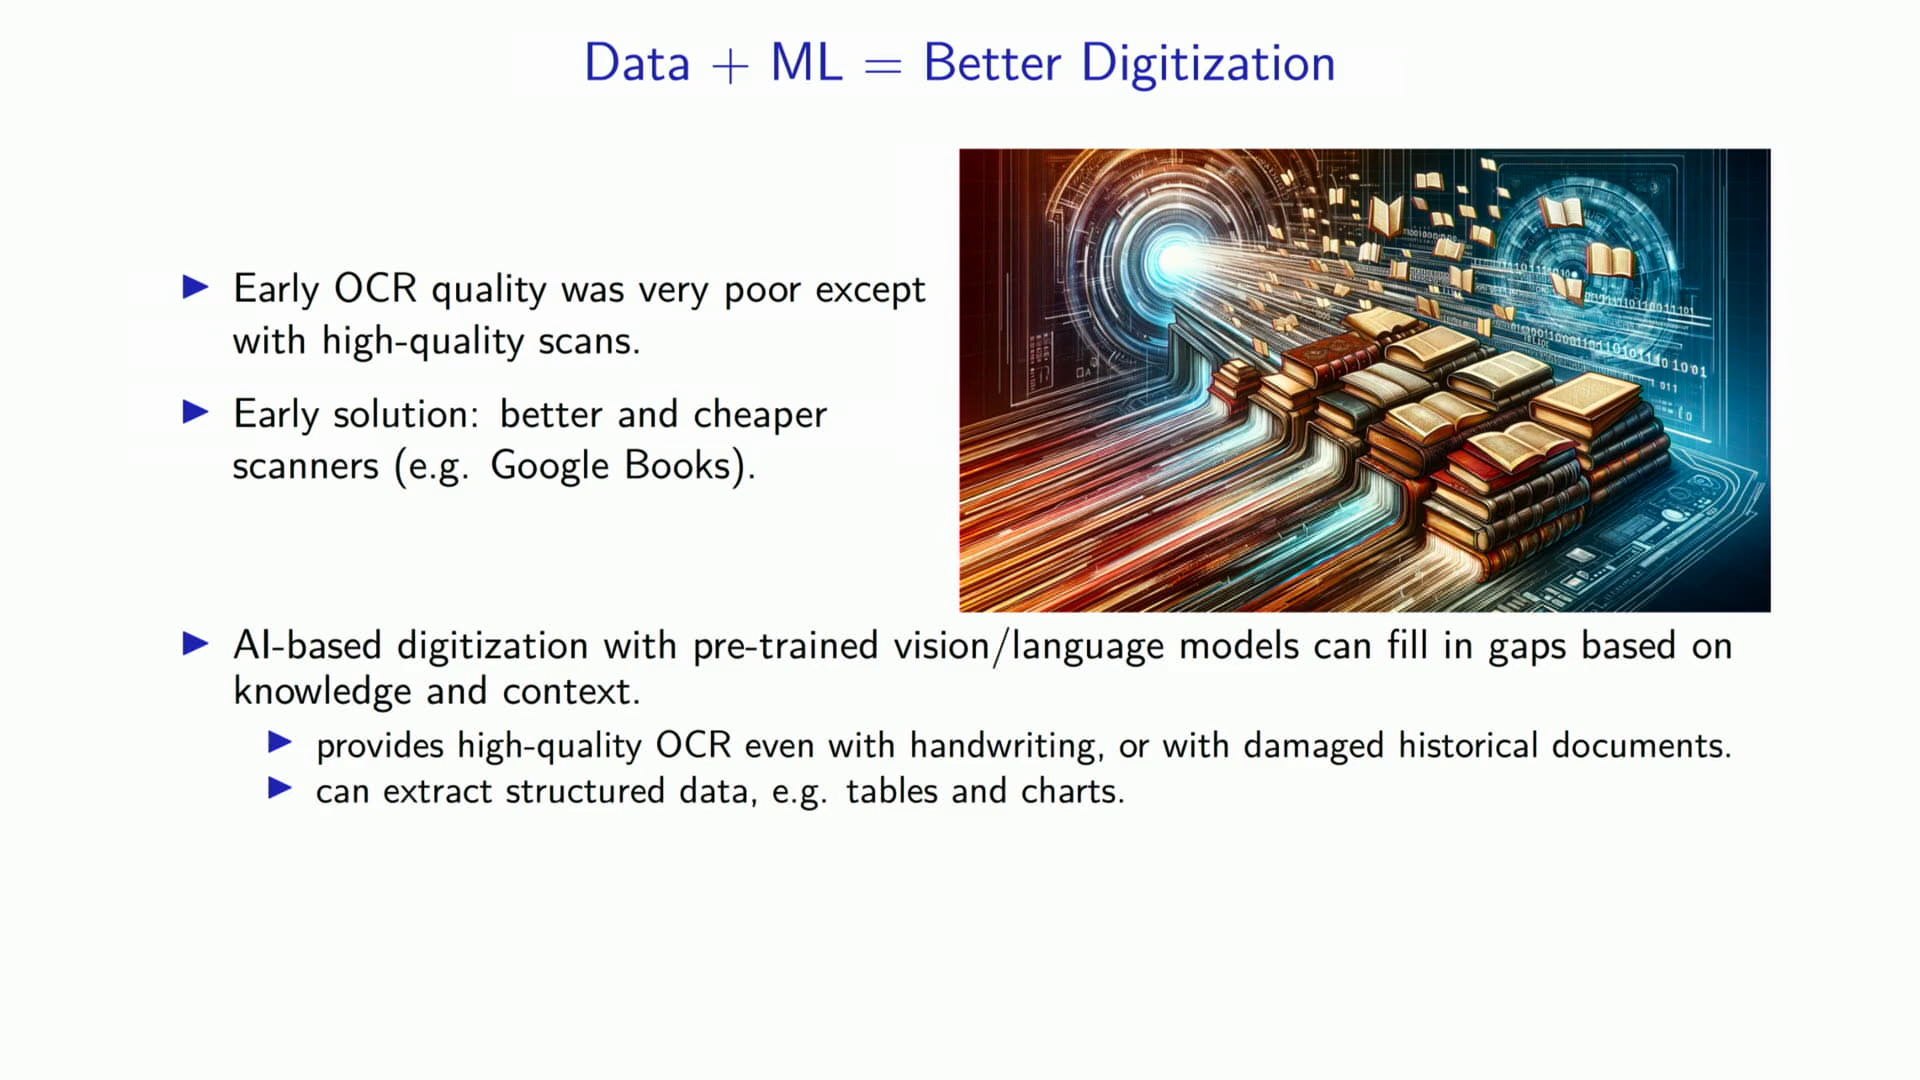 Data + ML = Better Digitization
Early OCR quality was very poor except
with high-quality scans.
Early solution: better and cheaper
scanners (e.g. Google Books).
AI-based digitization with pre-trained vision/language models can fill in gaps based on
knowledge and context.
provides high-quality OCR even with handwriting, or with damaged historical documents.
can extract structured data, e.g. tables and charts.